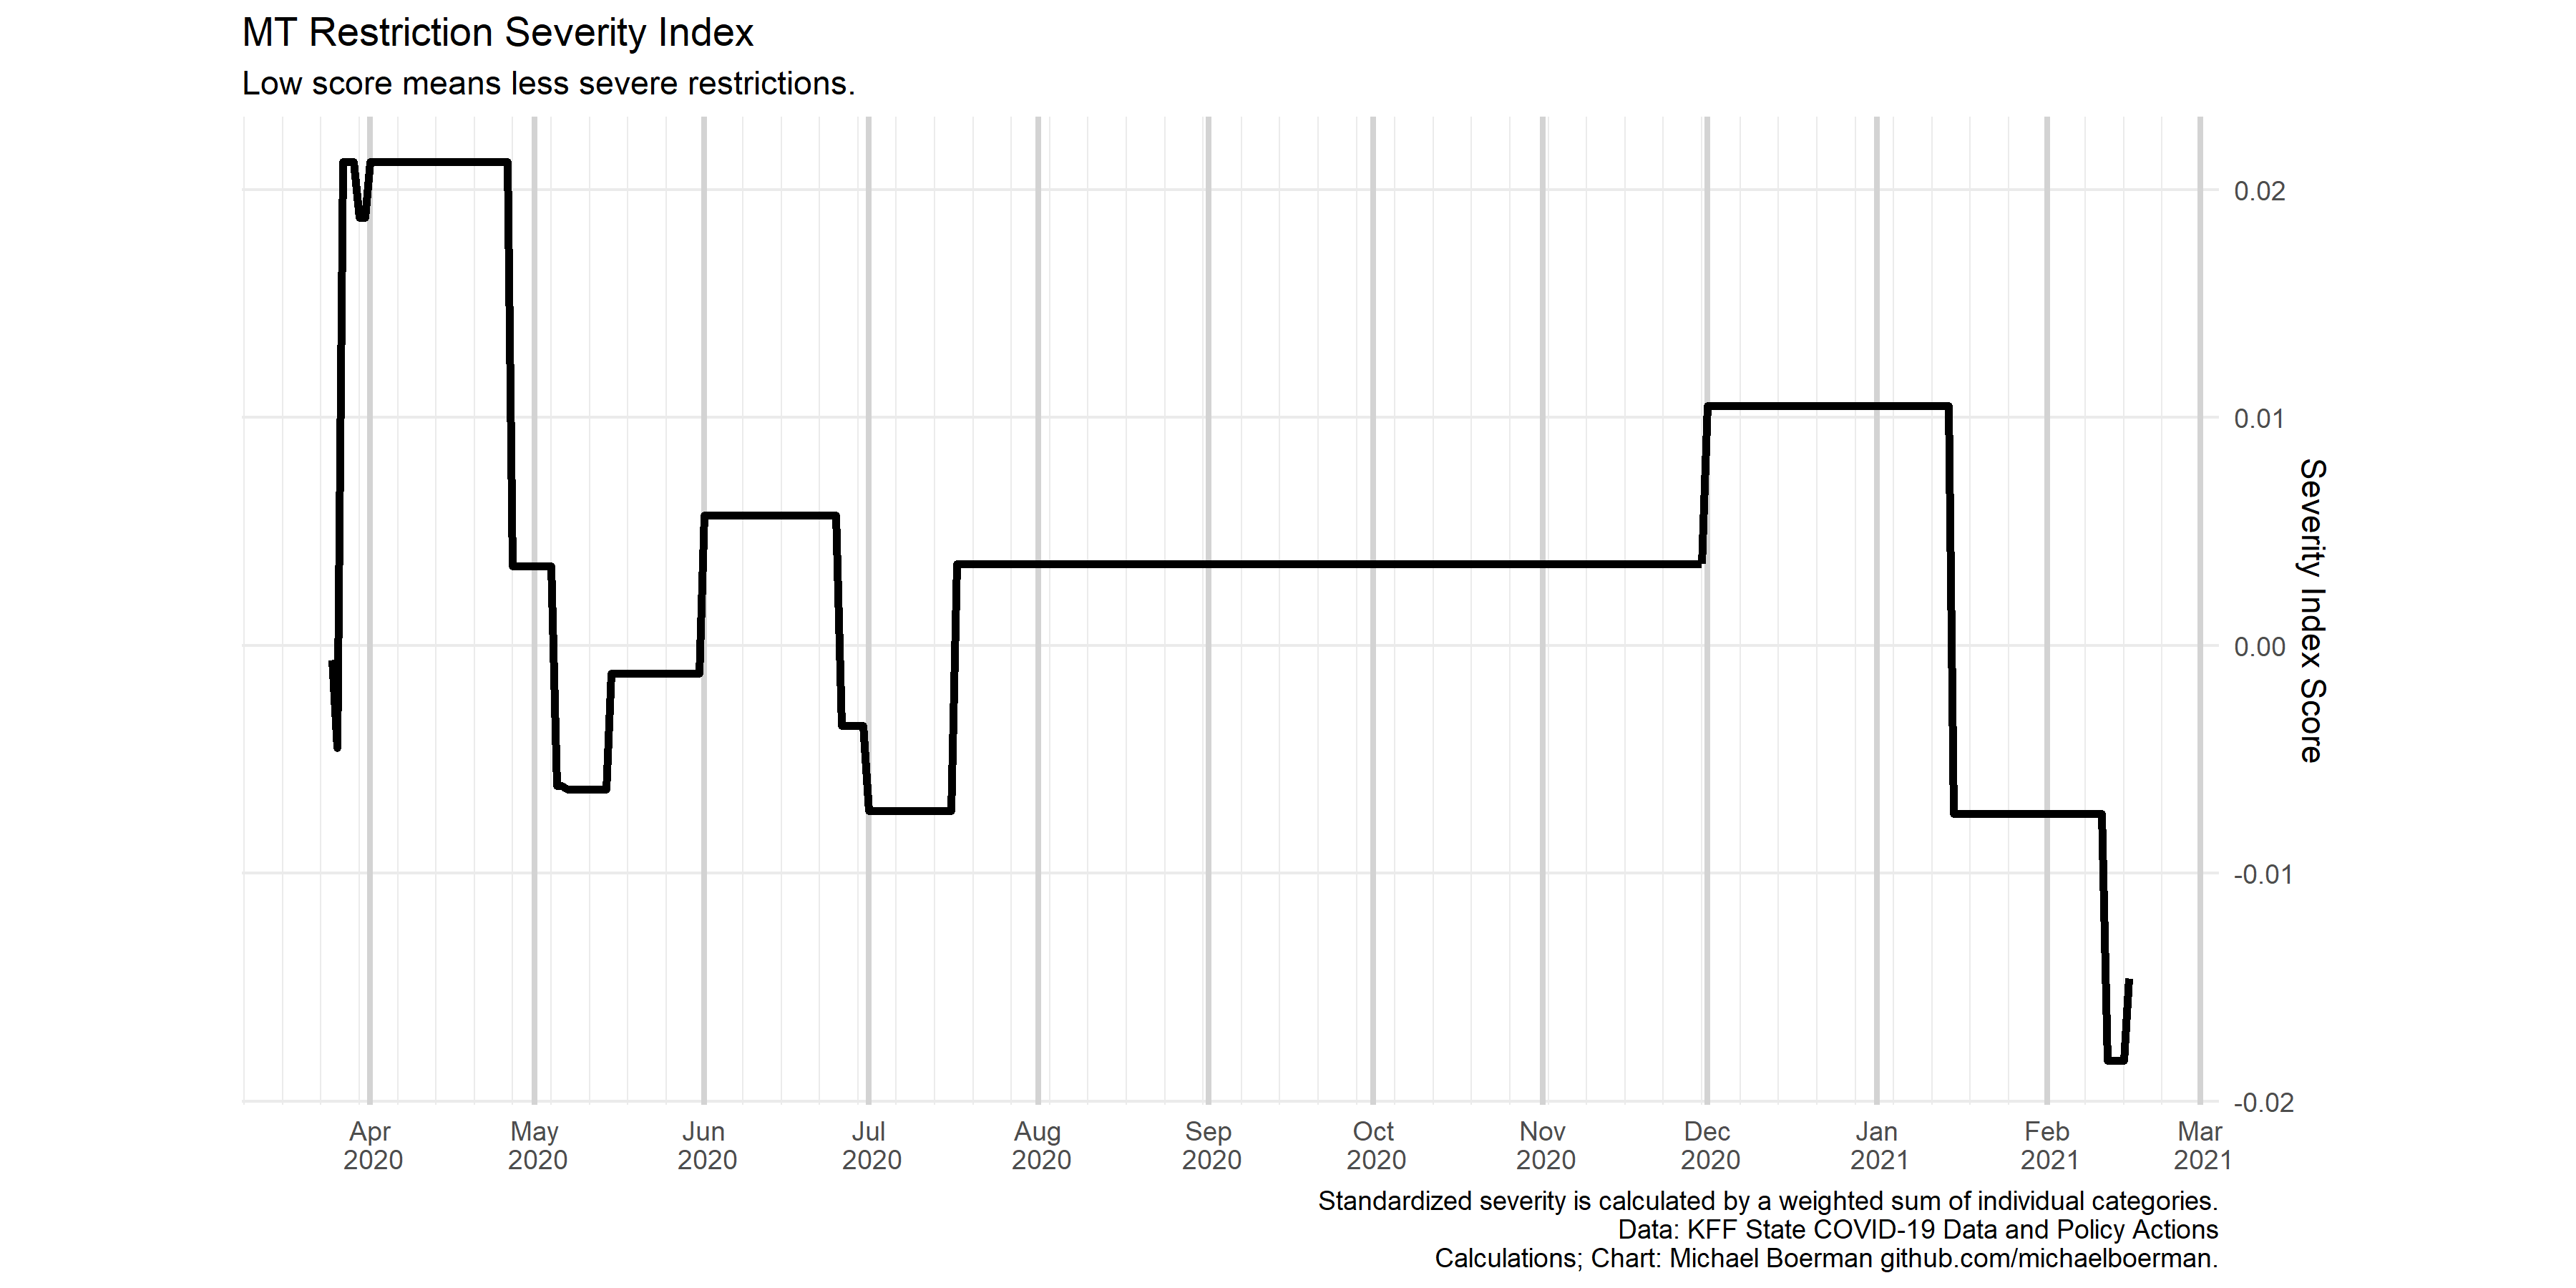 MT Restriction Severity Index
Low score means less severe restrictions.
0.02
0.01
0.00
-0.01
-0.02
Severity Index Score
Apr May Jun Jul Aug Sep Oct Nov Dec Jan Feb Mar
2020 2020 2020 2020 2020 2020 2020 2020 2020 2021 2021 2021
Standardized severity is calculated by a weighted sum of individual categories.
Data: KFF State COVID-19 Data and Policy Actions
Calculations; Chart: Michael Boerman github.com/michaelboerman.